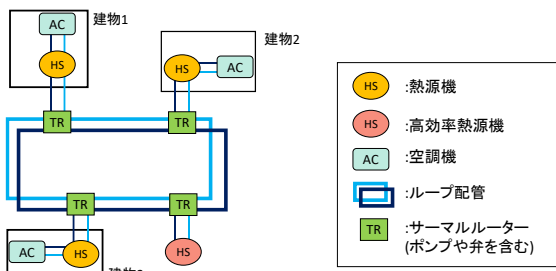 AC
建物1
HS
建物2
HS
AC
TR
TR
TR
TR
AC
HS
HS
HS
:熱源機
HS
:高効率熱源機
AC
:空調機
:ループ配管
TR
:サーマルルーター
(ポンプや弁を含む)